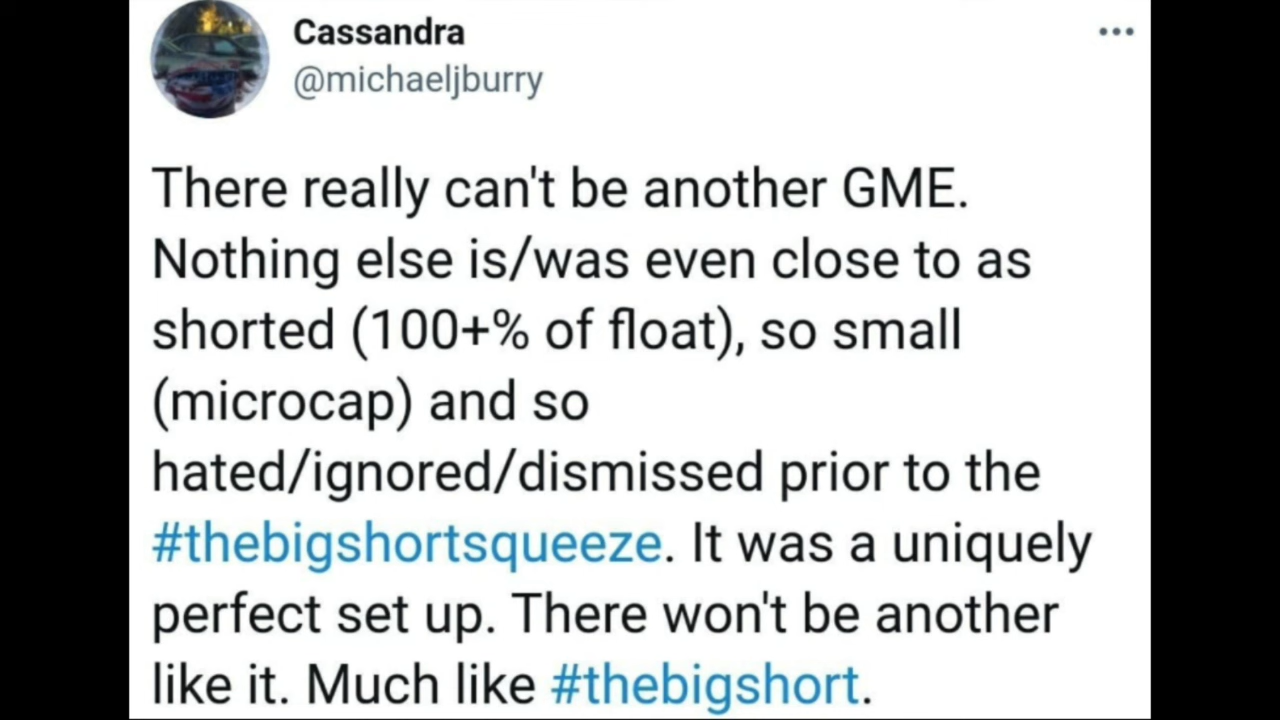 Cassandra
@michaeljburry
There really can't be another GME.
Nothing else is/was even close to as
shorted (100+% of float), so small
(microcap) and so
hated/ignored/dismissed prior to the
#thebigshortsqueeze. It was a uniquely
perfect set up. There won't be another
like it. Much like #thebigshort.